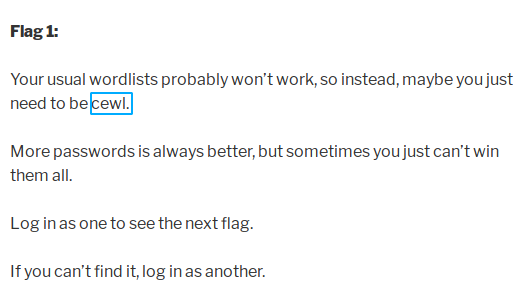 Flag 1:
Your usual wordlists probably won't work, so instead, maybe you just
need to be cewl.
More passwords is always better, but sometimes you just can't win
them all.
Log in as one to see the next flag.
If you can't find it, log in as another.